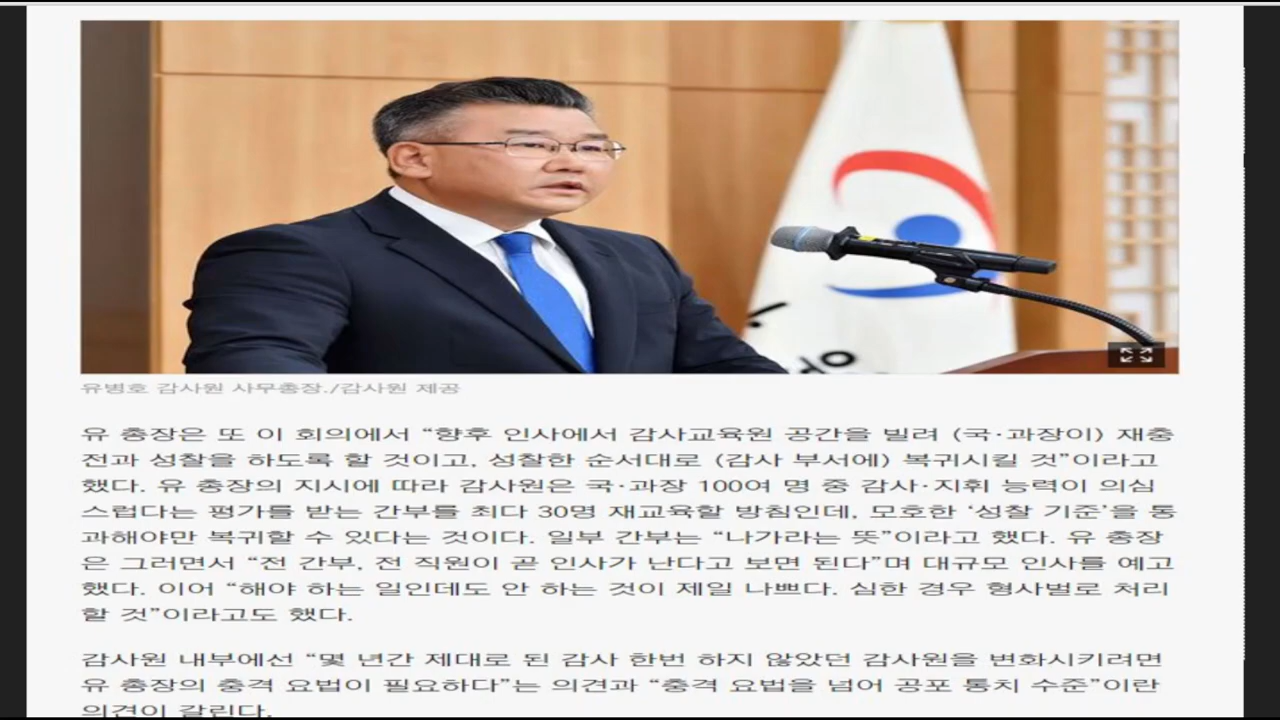 유병호 감사원 사무총장./감사원 제공
유 총장은 또 이 회의에서 “향후 인사에서 감사교육원 공간을 빌려 (국·과장이) 재충
전과 성찰을 하도록 할 것이고, 성찰한 순서대로 (감사 부서에) 복귀시킬 것”이라고
했다. 유 총장의 지시에 따라 감사원은 국·과장 100여 명 중 감사·지휘 능력이 의심
스럽다는 평가를 받는 간부를 최다 30명 재교육할 방침인데, 모호한 ‘성찰 기준’을 통
과해야만 복귀할 수 있다는 것이다. 일부 간부는 “나가라는 뜻”이라고 했다. 유 총장
은 그러면서 “전 간부, 전 직원이 곧 인사가 난다고 보면 된다”며 대규모 인사를 예고
했다. 이어 “해야 하는 일인데도 안 하는 것이 제일 나쁘다. 심한 경우 형사벌로 처리
할 것”이라고도 했다.
감사원 내부에선 “몇 년간 제대로 된 감사 한번 하지 않았던 감사원을 변화시키려면
유 총장의 충격 요법이 필요하다”는 의견과 “충격 요법을 넘어 공포 통치 수준”이란
의견이 갈린다.